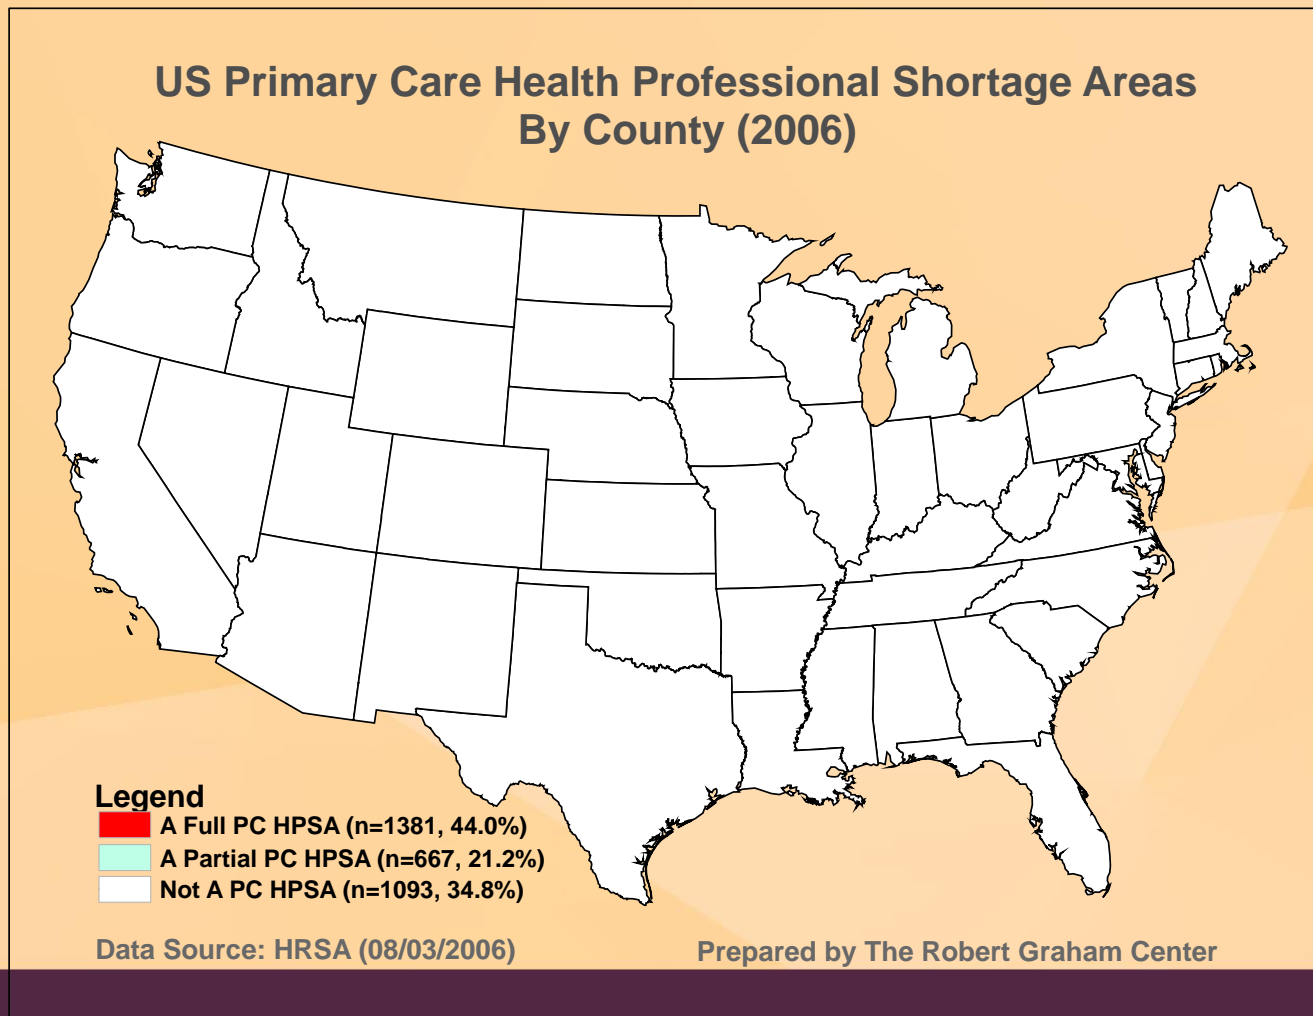 US Primary Care Health Professional Shortage Areas
By County (2006)
Legend
A Full PC HPSA (n=1381, 44.0%)
A Partial PC HPSA (n=667, 21.2%)
Not A PC HPSA (n=1093, 34.8%)
Data Source: HRSA (08/03/2006)
Prepared by The Robert Graham Center